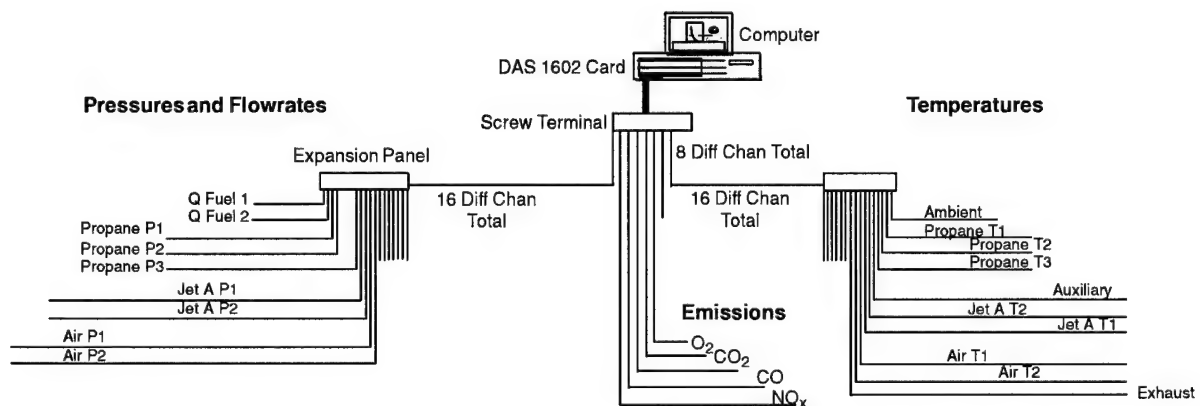 Computer
DAS 1602 Card
Pressures and Flowrates
Temperatures
Screw Terminal
8 Diff Chan Total
Expansion Panel
16 Diff Chan
Total
16 Diff Chan
Total
Q Fuel 1
Q Fuel 2
Propane P1
Propane P2
Propane P3
Jet A P1
Jet A P2
Air P1
Air P2
Emissions
O₂
CO₂
CO
NOₓ
Ambient
Propane T1
Propane T2
Propane T3
Auxiliary
Jet A T2
Jet A T1
Air T1
Air T2
Exhaust